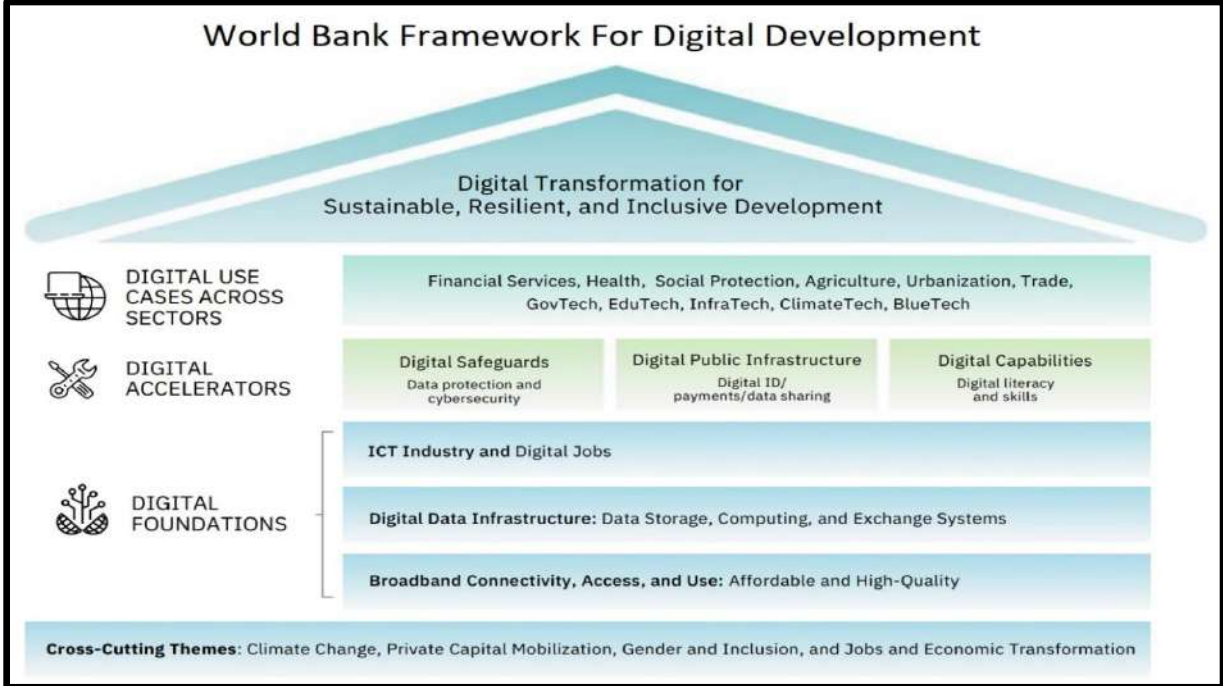 World Bank Framework For Digital Development
Digital Transformation for
Sustainable, Resilient, and Inclusive Development
DIGITAL USE
CASES ACROSS
SECTORS
Financial Services, Health, Social Protection, Agriculture, Urbanization, Trade,
GovTech, EduTech, InfraTech, ClimateTech, BlueTech
DIGITAL
ACCELERATORS
Digital Safeguards
Data protection and
cybersecurity
Digital Public Infrastructure
Digital ID/
payments/data sharing
Digital Capabilities
Digital literacy
and skills
DIGITAL
FOUNDATIONS
ICT Industry and Digital Jobs
Digital Data Infrastructure: Data Storage, Computing, and Exchange Systems
Broadband Connectivity, Access, and Use: Affordable and High-Quality
Cross-Cutting Themes: Climate Change, Private Capital Mobilization, Gender and Inclusion, and Jobs and Economic Transformation